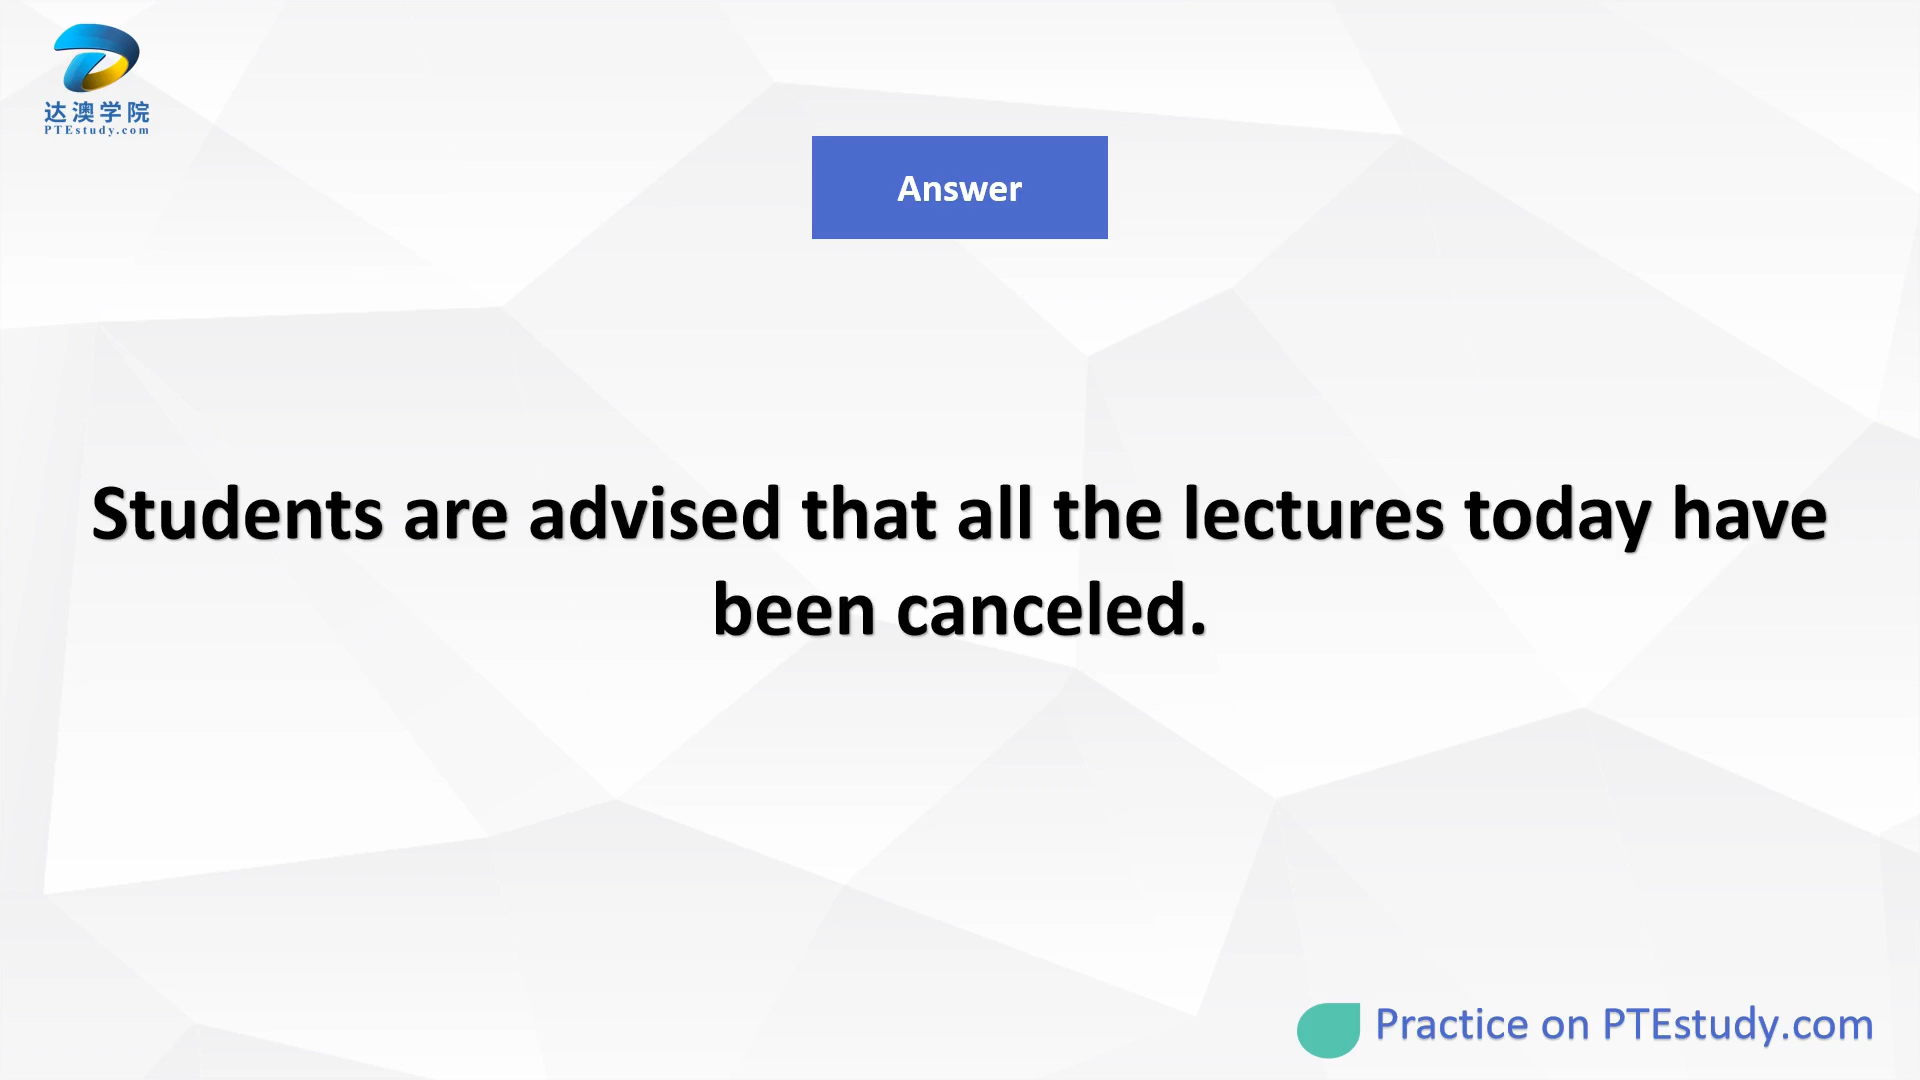 达澳学院
PTEstudy.com
Answer
Students are advised that all the lectures today have
been canceled.
Practice on PTEstudy.com